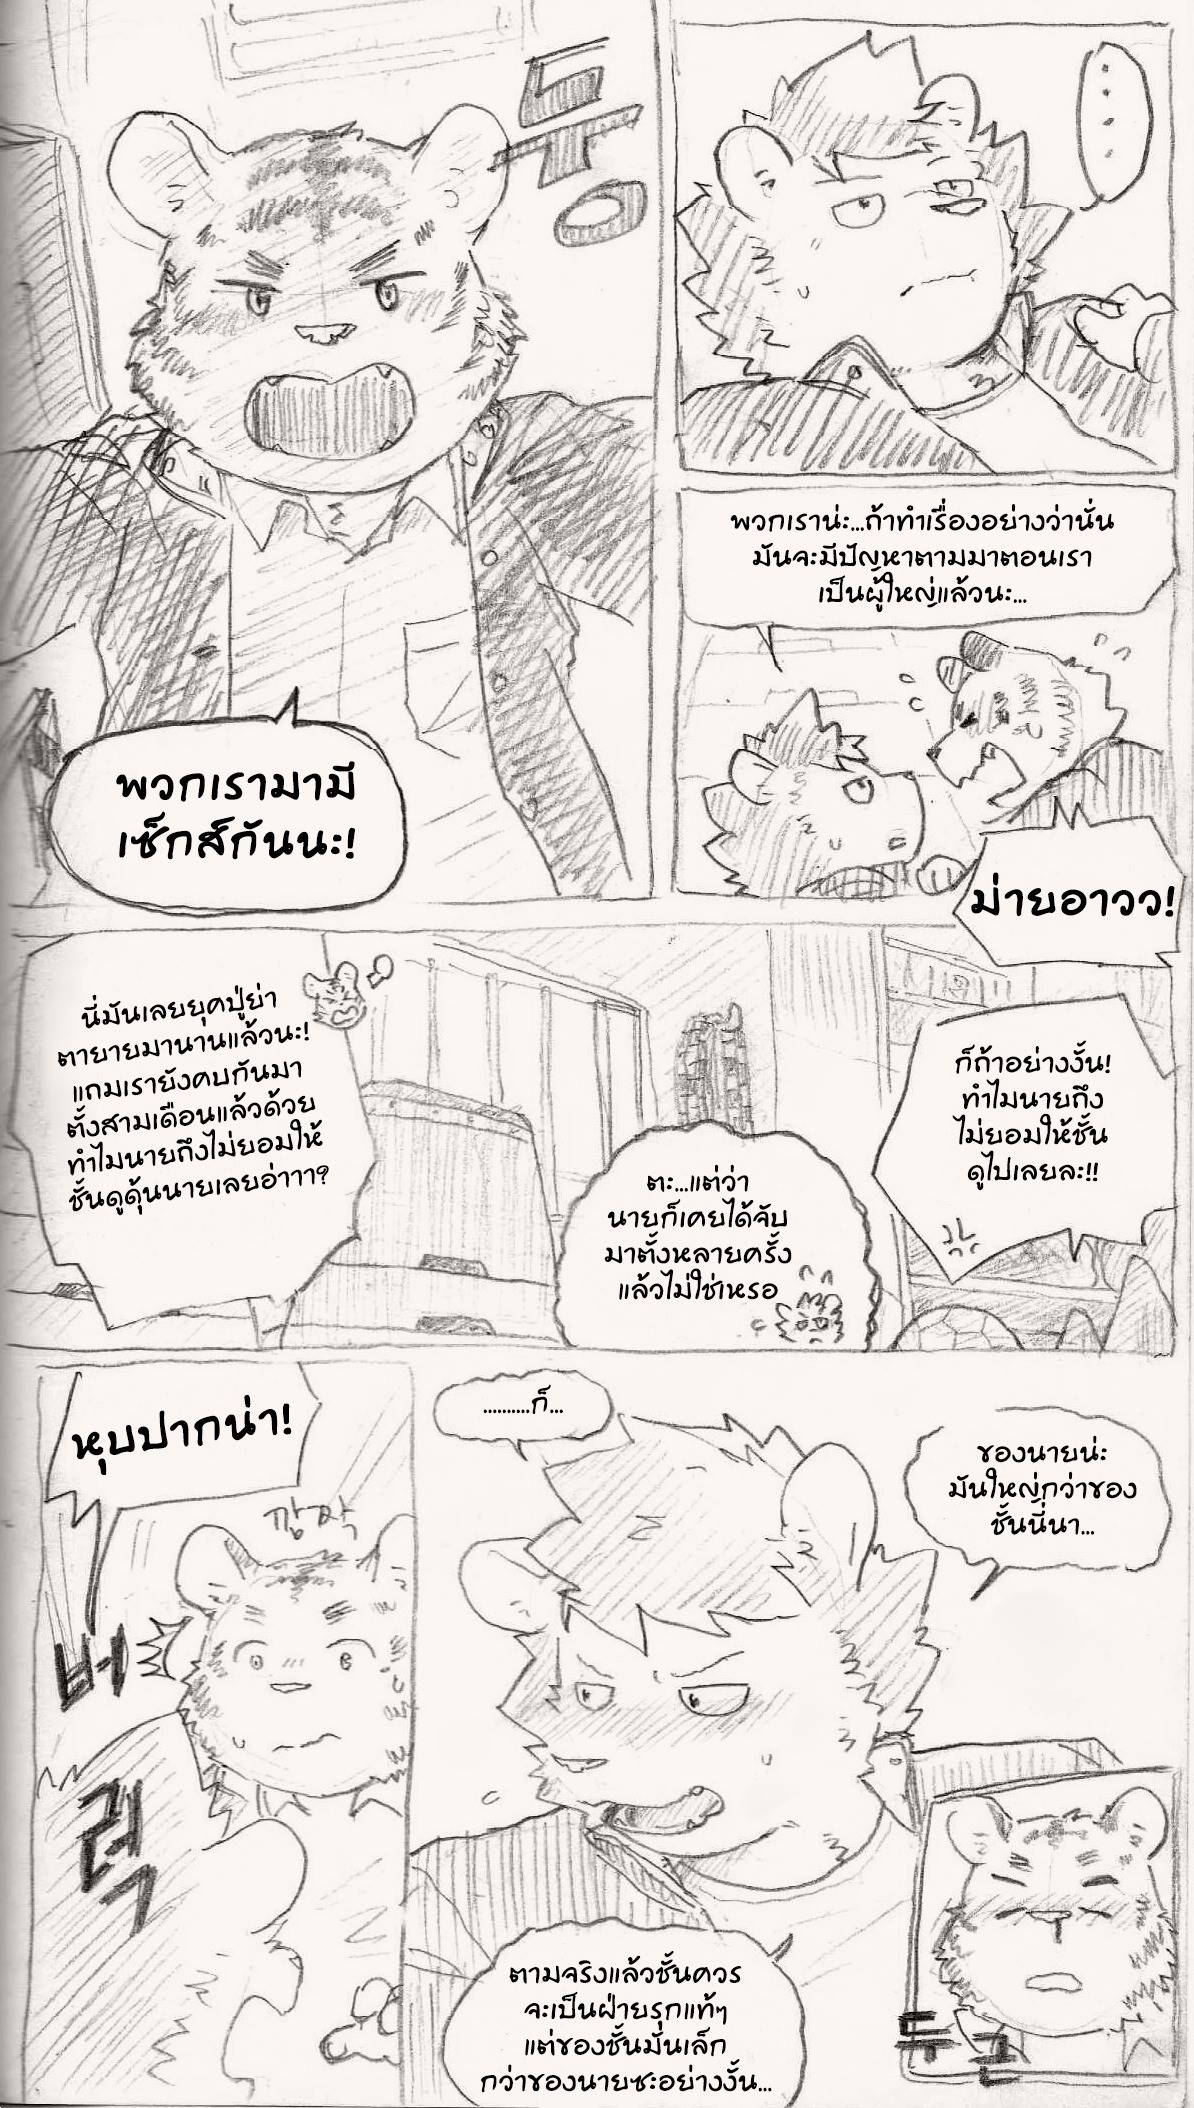 둥
พวกเรามามี
เซ็กส์กันนะ!
....
พวกเราน่ะ...ถ้าทำเรื่องอย่างว่านั่น
มันจะมีปัญหาตามมาตอนเรา
เป็นผู้ใหญ่แล้วนะ...
ม่ายอาวว!
นี่มันเลยยุคปู่ย่า
ตายายมานานแล้วนะ!
แถมเรายังคบกันมา
ตั้งสามเดือนแล้วด้วย
ทำไมนายถึงไม่ยอมให้
ชั้นดูดุ้นนายเลยอ่าาา?
ตะ...แต่ว่า
นายก็เคยได้จับ
มาตั้งหลายครั้ง
แล้วไม่ใช่เหรอ
ก็ถ้าอย่างงั้น!
ทำไมนายถึง
ไม่ยอมให้ชั้น
ดูไปเลยละ!!
หุบปากน่า!
깜짝
버
럭
..........ก็...
ของนายน่ะ
มันใหญ่กว่าของ
ชั้นนี่นา...
ตามจริงแล้วชั้นควร
จะเป็นฝ่ายรุกแท้ๆ
แต่ของชั้นมันเล็ก
กว่าของนายซะอย่างงั้น...
두근